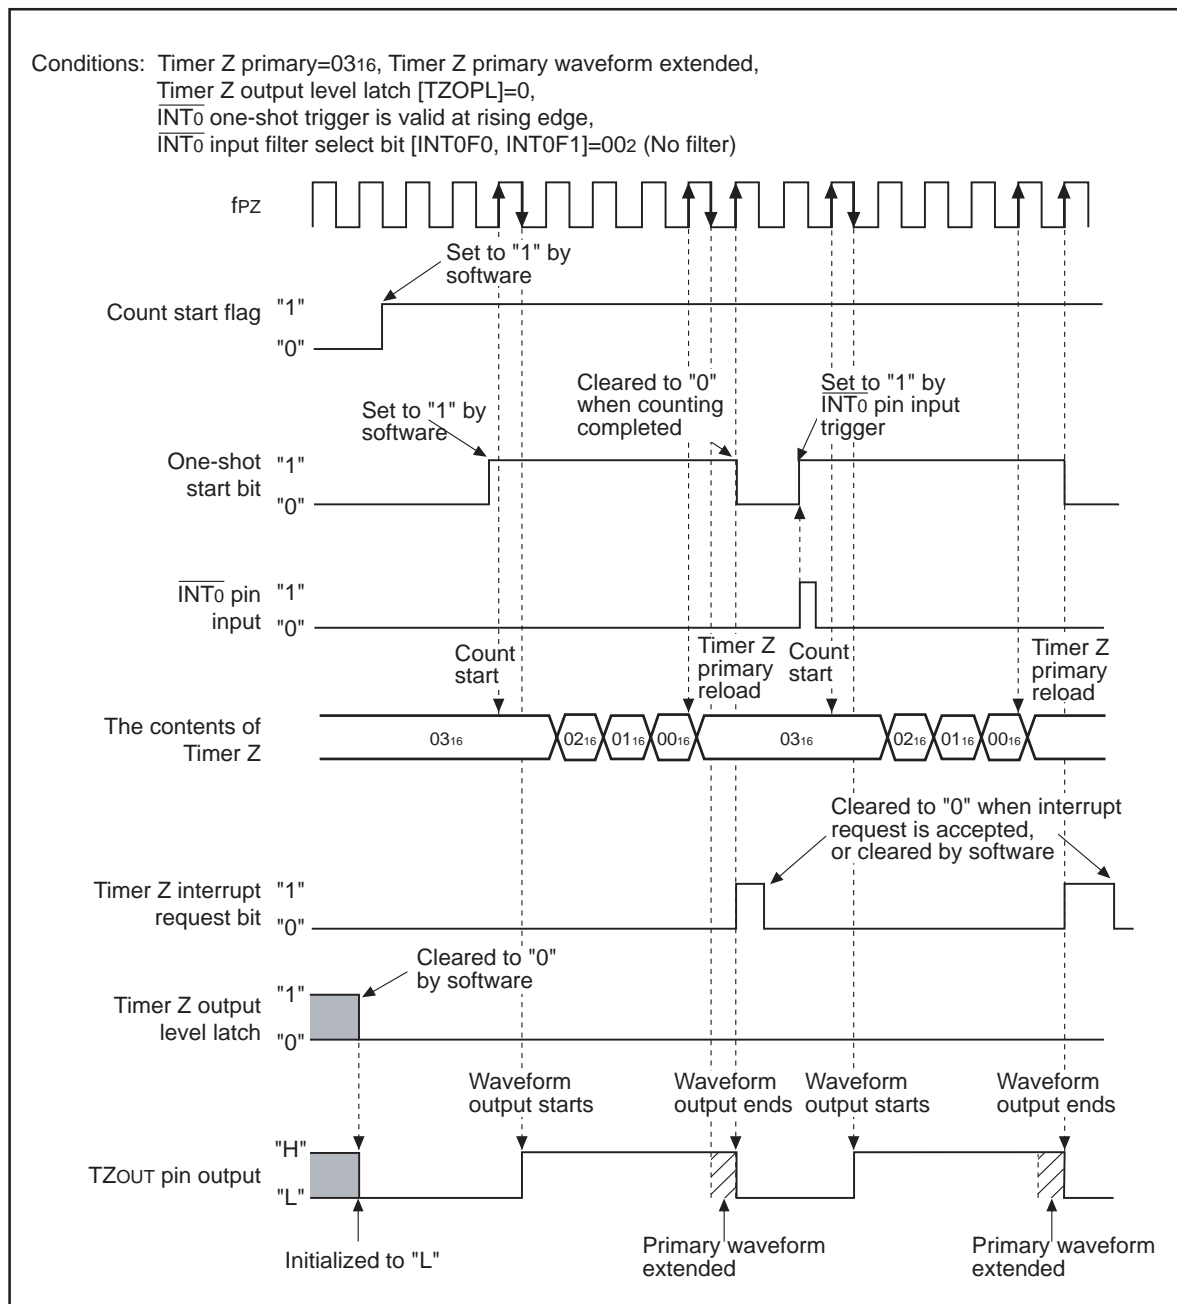 Conditions: Timer Z primary=0316, Timer Z primary waveform extended,
Timer Z output level latch [TZOPL]=0,
INT0 one-shot trigger is valid at rising edge,
INT0 input filter select bit [INT0F0, INT0F1]=002 (No filter)
fPZ
Set to "1" by
software
Count start flag
"1"
"0"
Set to "1" by
software
Cleared to "0"
when counting
completed
Set to "1" by
INT0 pin input
trigger
One-shot
start bit
"1"
"0"
INT0 pin
input
"1"
"0"
Count
start
Timer Z
primary
reload
Count
start
Timer Z
primary
reload
The contents of
Timer Z
0316
0216
0116
0016
0316
0216
0116
0016
Cleared to "0" when interrupt
request is accepted,
or cleared by software
Timer Z interrupt
request bit
"1"
"0"
Cleared to "0"
by software
Timer Z output
level latch
"1"
"0"
Waveform
output starts
Waveform
output ends
Waveform
output starts
Waveform
output ends
TZOUT pin output
"H"
"L"
Initialized to "L"
Primary waveform
extended
Primary waveform
extended